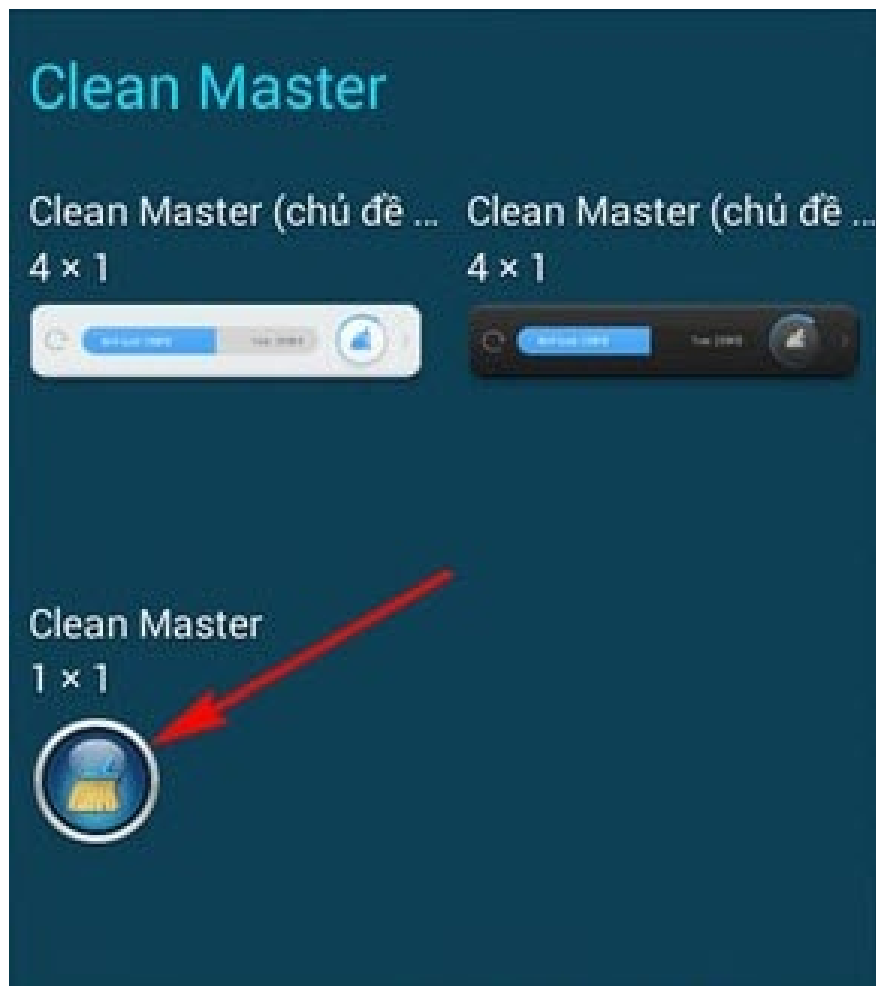 Clean Master
Clean Master (chủ đề ...
4 × 1
Clean Master (chủ đề ...
4 × 1
Clean Master
1 × 1